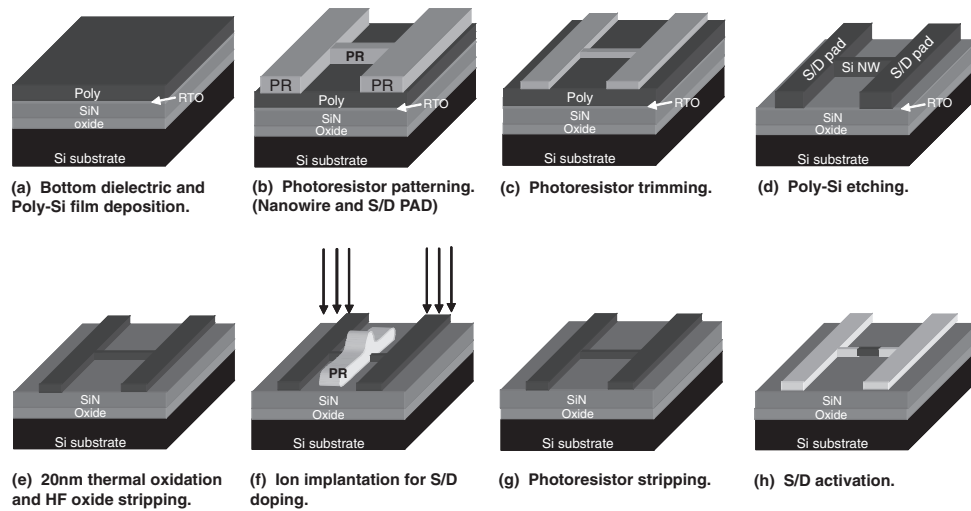 Poly
RTO
SiN
oxide
Si substrate
(a) Bottom dielectric and
Poly-Si film deposition.
PR
PR
PR
Poly
RTO
SiN
Oxide
Si substrate
(b) Photoresistor patterning.
(Nanowire and S/D PAD)
Poly
RTO
SiN
Oxide
Si substrate
(c) Photoresistor trimming.
S/D pad
Si NW
S/D pad
RTO
SiN
Oxide
Si substrate
(d) Poly-Si etching.
SiN
Oxide
Si substrate
(e) 20nm thermal oxidation
and HF oxide stripping.
PR
SiN
Oxide
Si substrate
(f) Ion implantation for S/D
doping.
SiN
Oxide
Si substrate
(g) Photoresistor stripping.
SiN
Oxide
Si substrate
(h) S/D activation.